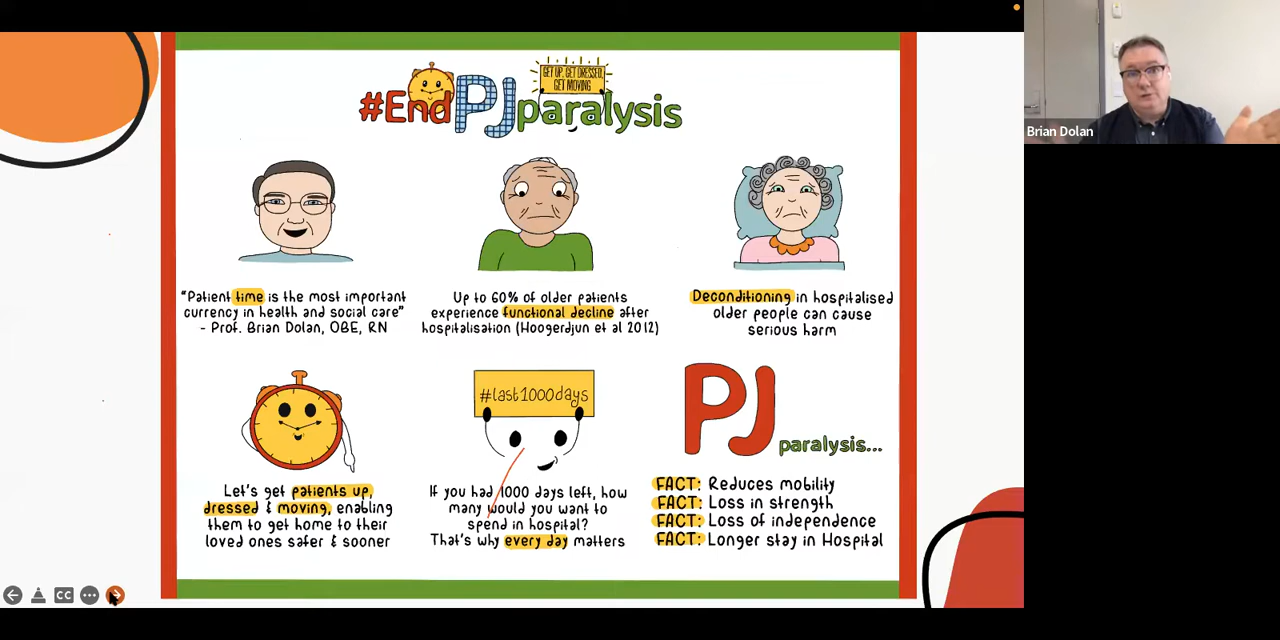 #EndPJparalysis
GET UP, GET DRESSED,
GET MOVING
"Patient time is the most important
currency in health and social care"
- Prof. Brian Dolan, OBE, RN
Up to 60% of older patients
experience functional decline after
hospitalisation (Hoogerdjun et al 2012)
Deconditioning in hospitalised
older people can cause
serious harm
Let's get patients up,
dressed & moving, enabling
them to get home to their
loved ones safer & sooner
#last1000days
If you had 1000 days left, how
many would you want to
spend in hospital?
That's why every day matters
PJ
paralysis...
FACT: Reduces mobility
FACT: Loss in strength
FACT: Loss of independence
FACT: Longer stay in Hospital
CC
Brian Dolan